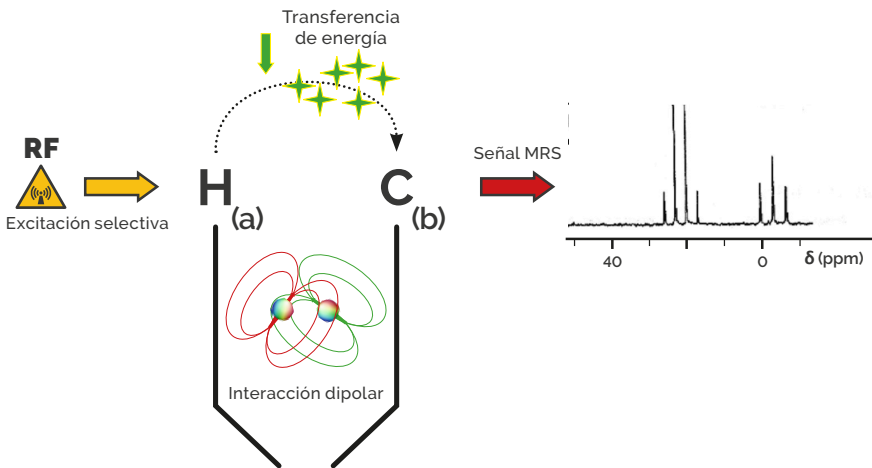 Transferencia
de energía
RF
Excitación selectiva
H
(a)
C
(b)
Señal MRS
40
0
δ (ppm)
Interacción dipolar